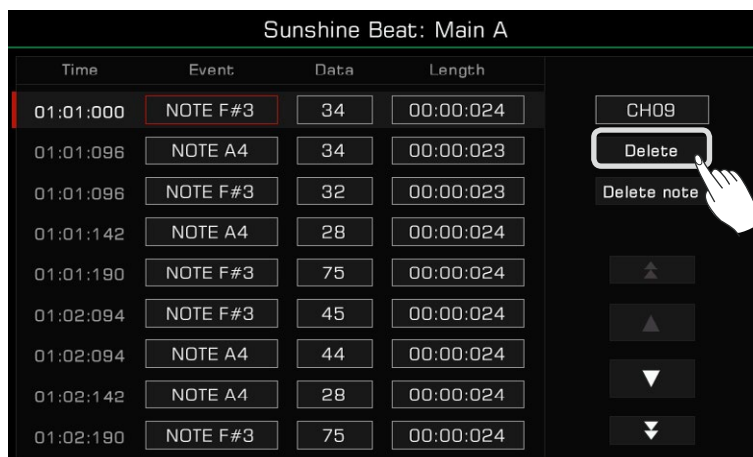 Sunshine Beat: Main A
Time Event Data Length
01:01:000 NOTE F#3 34 00:00:024 CH09
01:01:096 NOTE A4 34 00:00:023 Delete
01:01:096 NOTE F#3 32 00:00:023 Delete note
01:01:142 NOTE A4 28 00:00:024
01:01:190 NOTE F#3 75 00:00:024
01:02:094 NOTE F#3 45 00:00:024
01:02:094 NOTE A4 44 00:00:024
01:02:142 NOTE A4 28 00:00:024
01:02:190 NOTE F#3 75 00:00:024